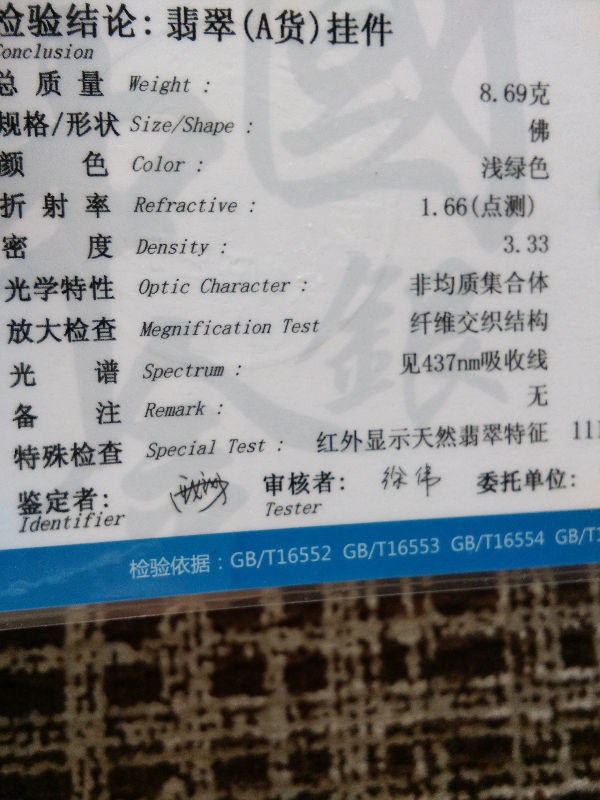 检验结论: 翡翠(A货)挂件
Conclusion
总质量 Weight : 8.69克
规格/形状 Size/Shape : 佛
颜色 Color : 浅绿色
折射率 Refractive : 1.66(点测)
密度 Density : 3.33
光学特性 Optic Character : 非均质集合体
放大检查 Megnification Test 纤维交织结构
光谱 Spectrum : 见437nm吸收线
备注 Remark : 无
特殊检查 Special Test : 红外显示天然翡翠特征
鉴定者: 审核者: 徐伟 委托单位:
Identifier Tester
检验依据：GB/T16552 GB/T16553 GB/T16554